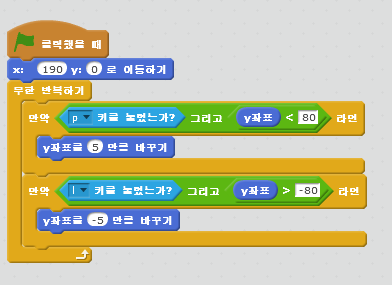 클릭했을 때
x: 190 y: 0 로 이동하기
무한 반복하기
만약 p 키를 눌렀는가? 그리고 y좌표 < 80 라면
y좌표를 5 만큼 바꾸기
만약 l 키를 눌렀는가? 그리고 y좌표 > -80 라면
y좌표를 -5 만큼 바꾸기